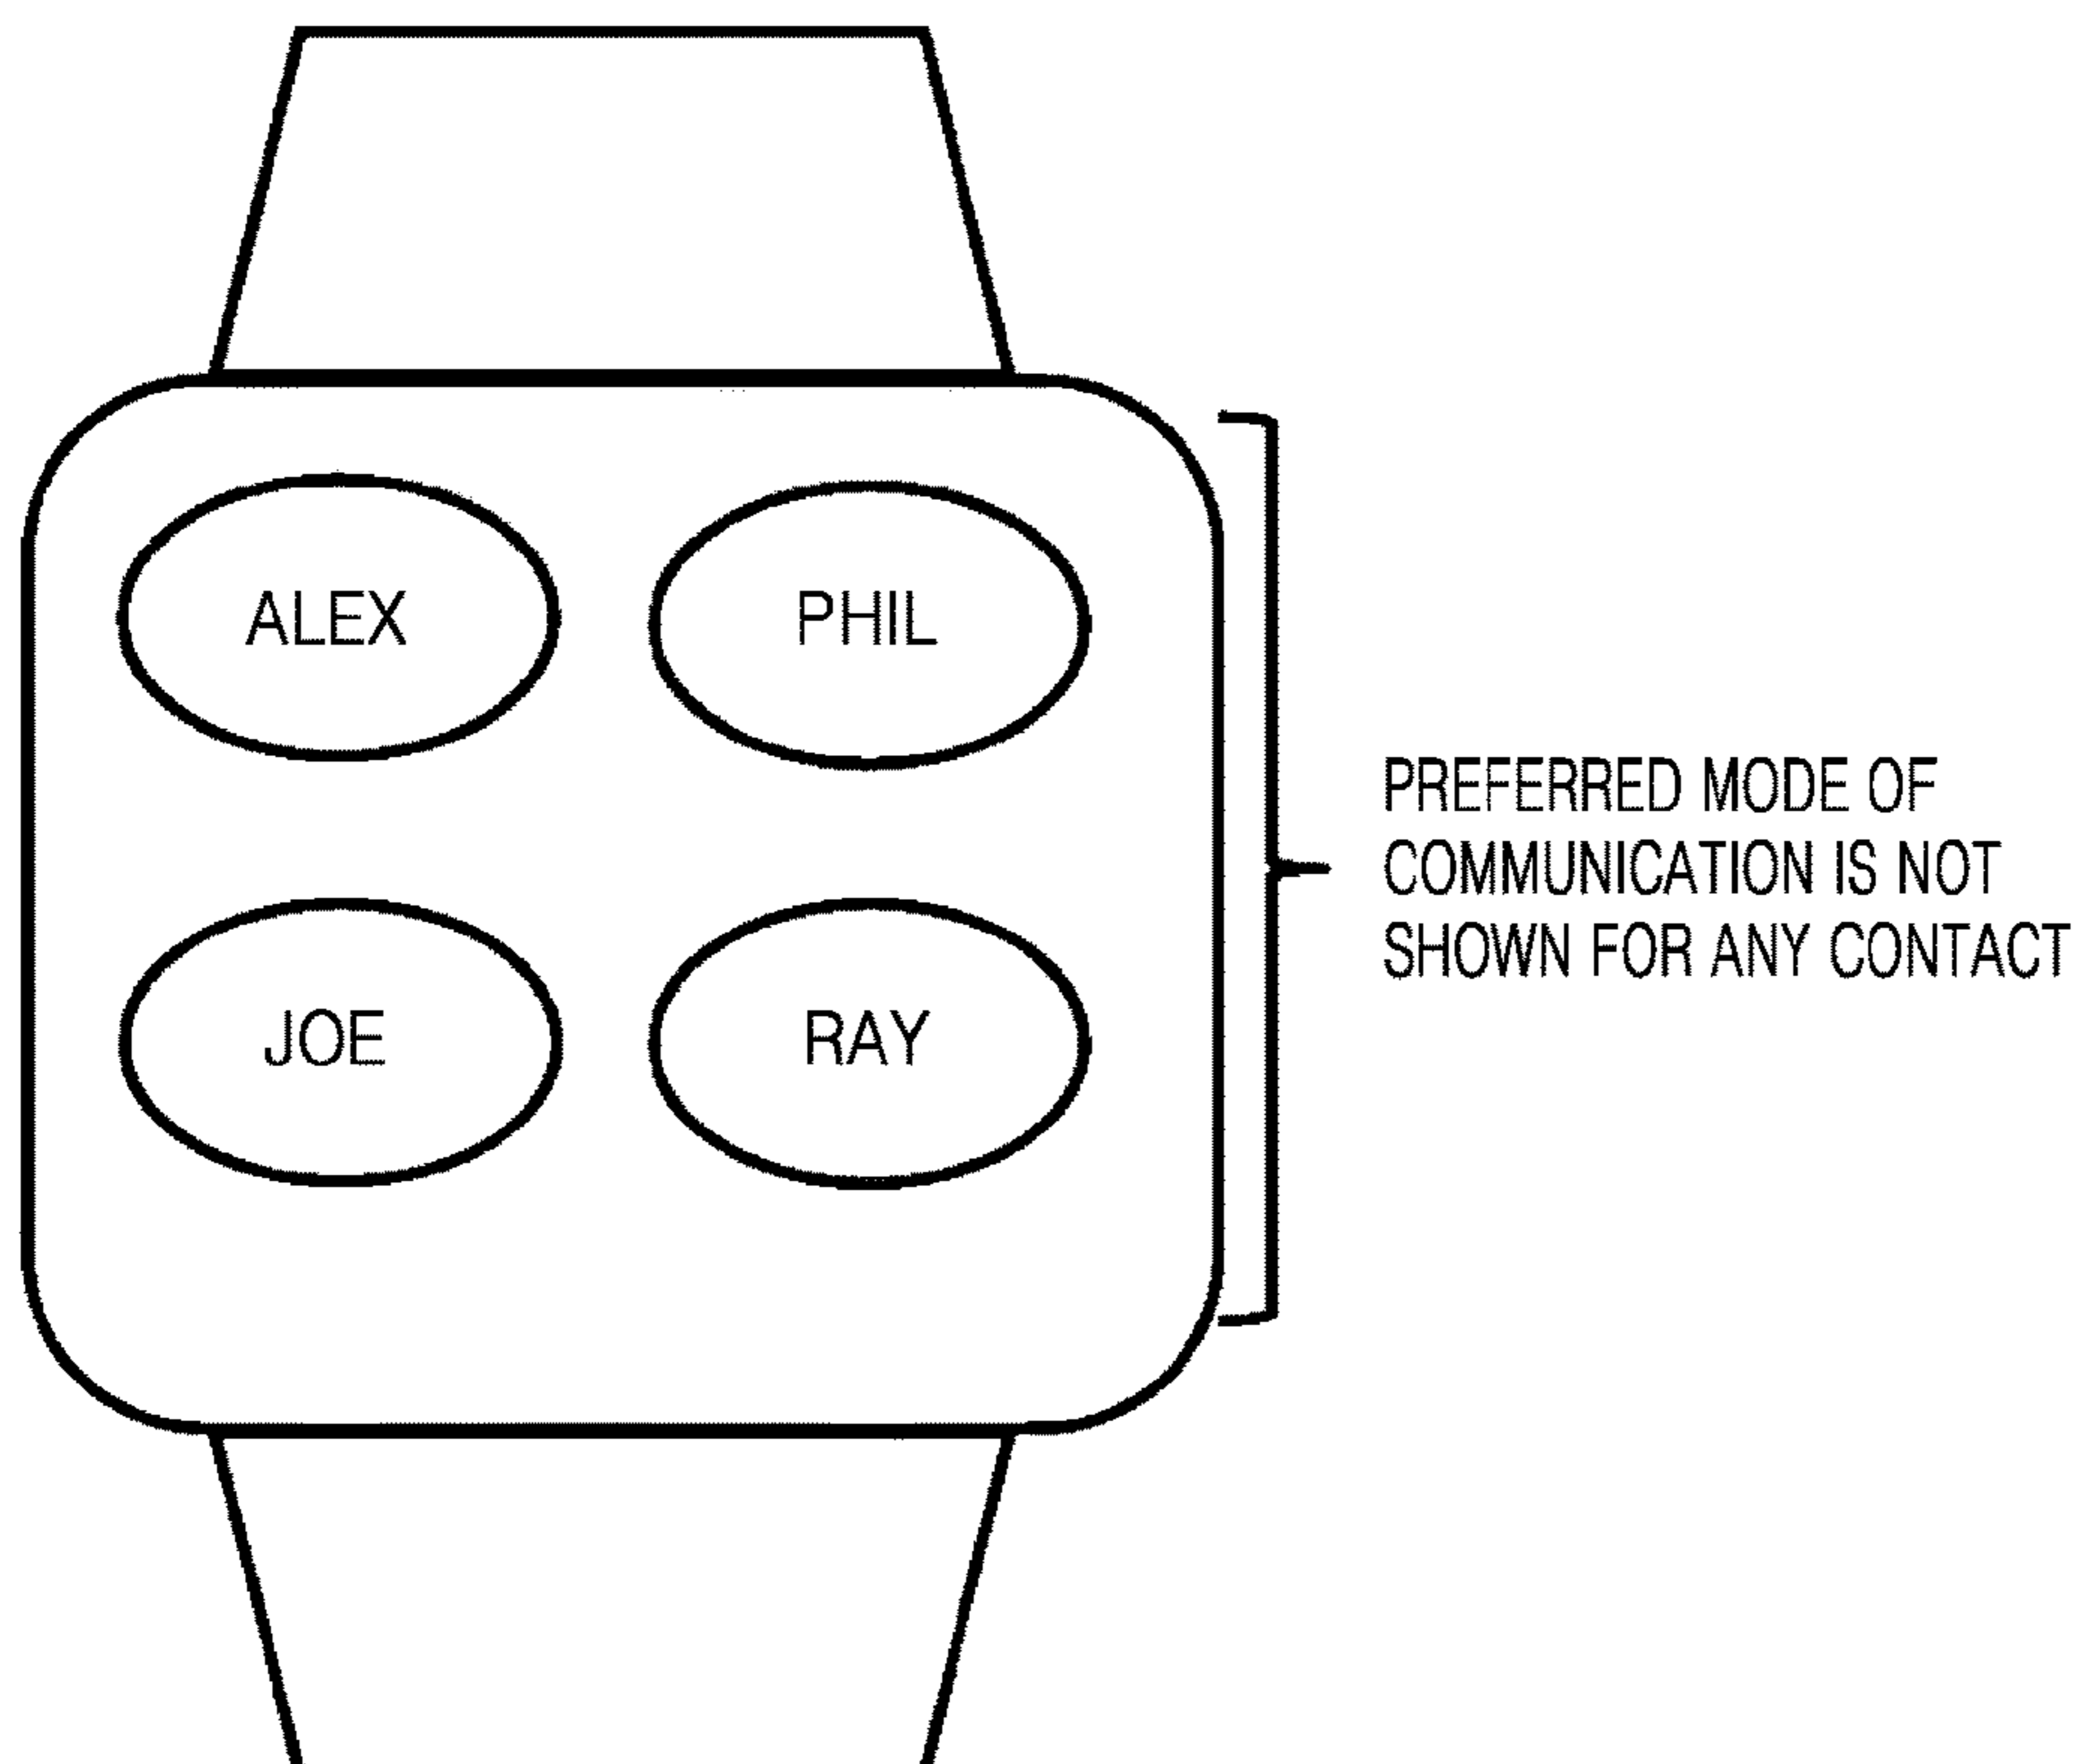 ALEX
PHIL
JOE
RAY
PREFERRED MODE OF
COMMUNICATION IS NOT
SHOWN FOR ANY CONTACT